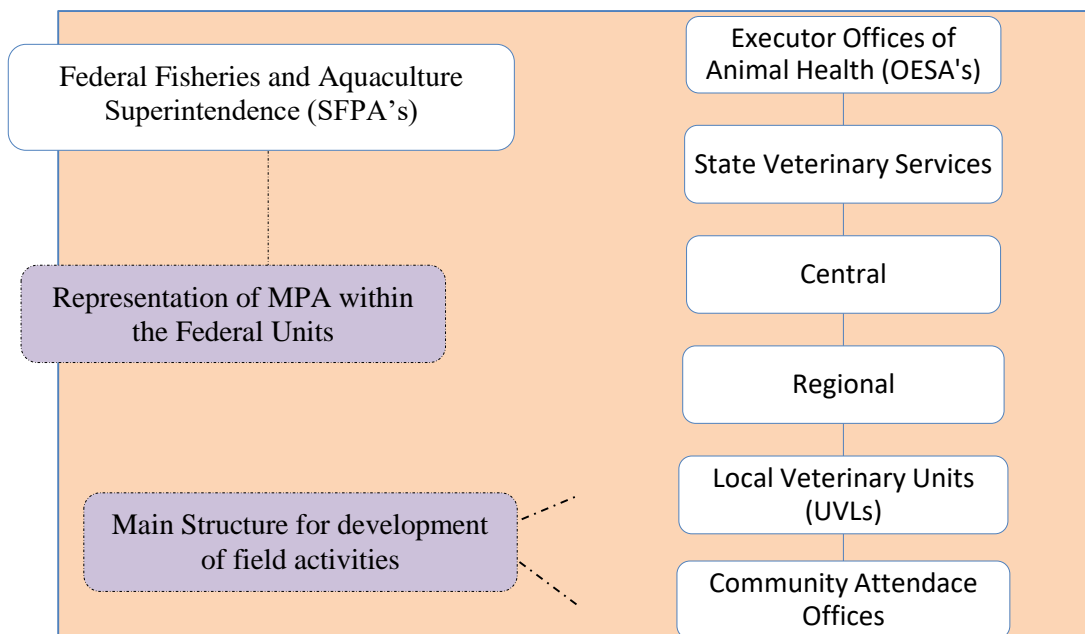 Federal Fisheries and Aquaculture
Superintendence (SFPA’s)
Representation of MPA within
the Federal Units
Main Structure for development
of field activities
Executor Offices of
Animal Health (OESA's)
State Veterinary Services
Central
Regional
Local Veterinary Units
(UVLs)
Community Attendace
Offices